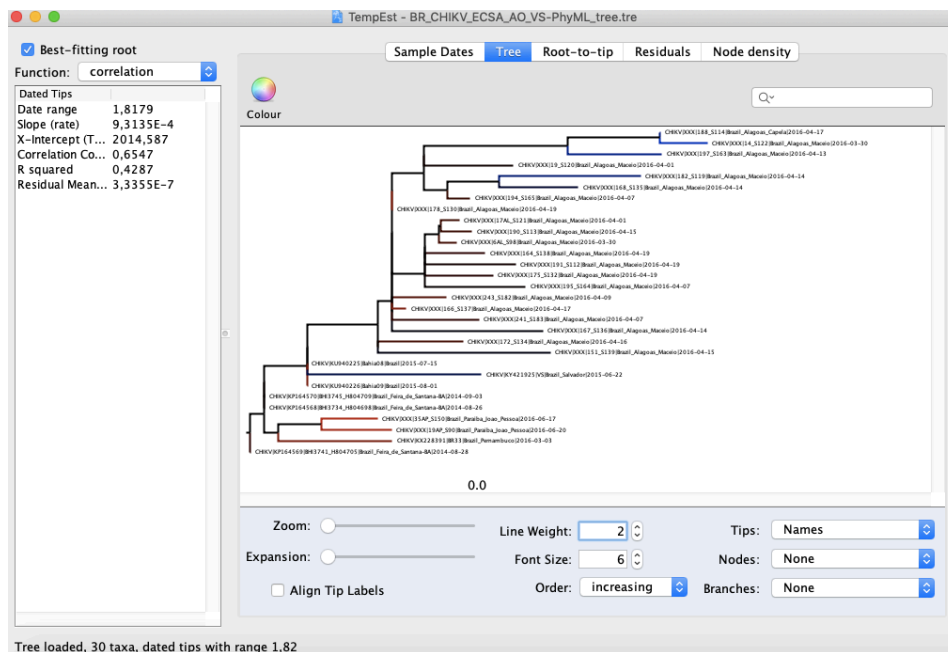 TempEst - BR_CHIKV_ECSA_AO_VS-PhyML_tree.tre
Best-fitting root
Function: correlation
Dated Tips
Date range 1,8179
Slope (rate) 9,3135E-4
X-Intercept (T... 2014,587
Correlation Co... 0,6547
R squared 0,4287
Residual Mean... 3,3355E-7
Sample Dates Tree Root-to-tip Residuals Node density
Colour
CHIKV|XXX|188_S114|Brazil_Alagoas_Capela|2016-04-17
CHIKV|XXX|14_S122|Brazil_Alagoas_Maceio|2016-03-30
CHIKV|XXX|197_S163|Brazil_Alagoas_Maceio|2016-04-13
CHIKV|XXX|19_S120|Brazil_Alagoas_Maceio|2016-04-01
CHIKV|XXX|182_S119|Brazil_Alagoas_Maceio|2016-04-14
CHIKV|XXX|168_S135|Brazil_Alagoas_Maceio|2016-04-14
CHIKV|XXX|194_S165|Brazil_Alagoas_Maceio|2016-04-07
CHIKV|XXX|178_S130|Brazil_Alagoas_Maceio|2016-04-19
CHIKV|XXX|17AL_S121|Brazil_Alagoas_Maceio|2016-04-01
CHIKV|XXX|190_S113|Brazil_Alagoas_Maceio|2016-04-15
CHIKV|XXX|6AL_S98|Brazil_Alagoas_Maceio|2016-03-30
CHIKV|XXX|164_S138|Brazil_Alagoas_Maceio|2016-04-19
CHIKV|XXX|191_S112|Brazil_Alagoas_Maceio|2016-04-19
CHIKV|XXX|175_S132|Brazil_Alagoas_Maceio|2016-04-19
CHIKV|XXX|195_S164|Brazil_Alagoas_Maceio|2016-04-07
CHIKV|XXX|243_S182|Brazil_Alagoas_Maceio|2016-04-09
CHIKV|XXX|166_S137|Brazil_Alagoas_Maceio|2016-04-17
CHIKV|XXX|241_S183|Brazil_Alagoas_Maceio|2016-04-07
CHIKV|XXX|167_S136|Brazil_Alagoas_Maceio|2016-04-14
CHIKV|XXX|172_S134|Brazil_Alagoas_Maceio|2016-04-16
CHIKV|XXX|151_S139|Brazil_Alagoas_Maceio|2016-04-15
CHIKV|KU940225|Bahia08|Brazil|2015-07-15
CHIKV|KY421925|VS|Brazil_Salvador|2015-06-22
CHIKV|KU940226|Bahia09|Brazil|2015-08-01
CHIKV|KP164570|BHI3745_H804709|Brazil_Feira_de_Santana-BA|2014-09-03
CHIKV|KP164568|BHI3734_H804698|Brazil_Feira_de_Santana-BA|2014-08-26
CHIKV|XXX|35AP_S150|Brazil_Paraiba_Joao_Pessoa|2016-06-17
CHIKV|XXX|19AP_S90|Brazil_Paraiba_Joao_Pessoa|2016-06-20
CHIKV|KX228391|BR33|Brazil_Pernambuco|2016-03-03
CHIKV|KP164569|BHI3741_H804705|Brazil_Feira_de_Santana-BA|2014-08-28
0.0
Zoom: Line Weight: 2 Tips: Names
Expansion: Font Size: 6 Nodes: None
Align Tip Labels Order: increasing Branches: None
Tree loaded, 30 taxa, dated tips with range 1,82